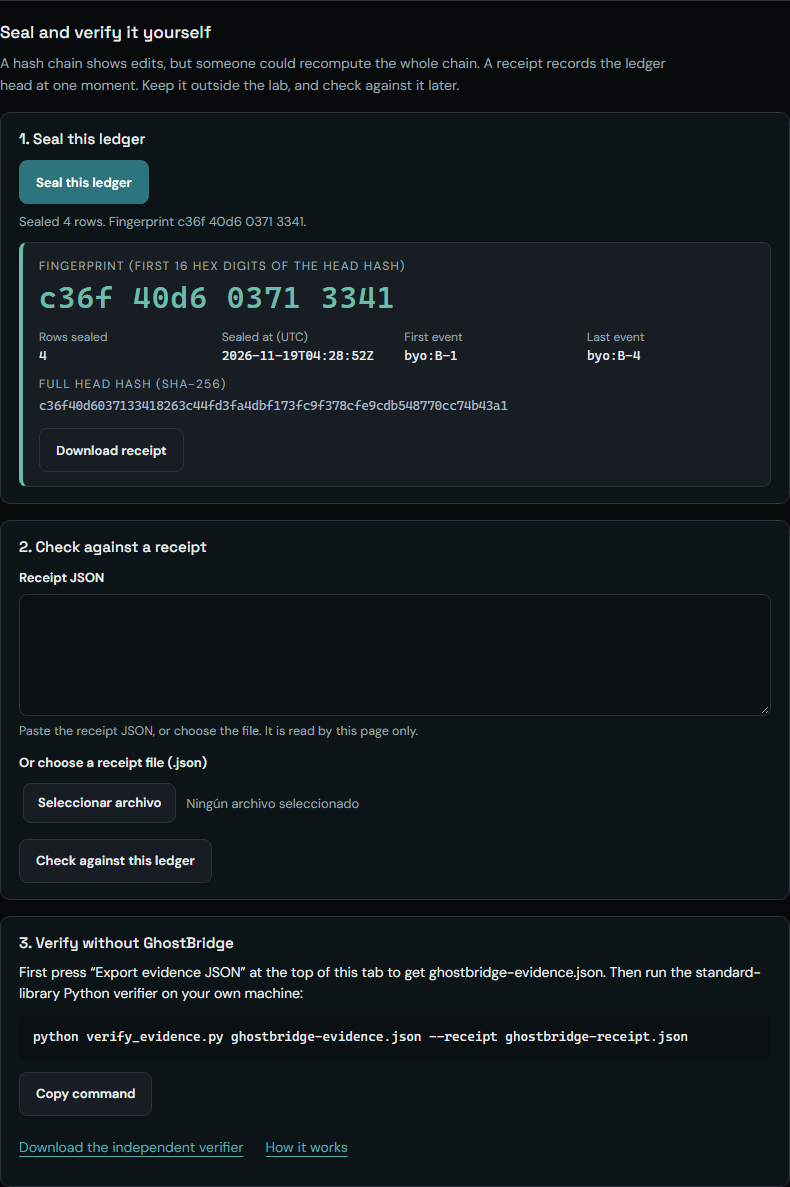 Seal and verify it yourself
A hash chain shows edits, but someone could recompute the whole chain. A receipt records the ledger
head at one moment. Keep it outside the lab, and check against it later.
1. Seal this ledger
Seal this ledger
Sealed 4 rows. Fingerprint c36f 40d6 0371 3341.
FINGERPRINT (FIRST 16 HEX DIGITS OF THE HEAD HASH)
c36f 40d6 0371 3341
Rows sealed Sealed at (UTC) First event Last event
4 2026-11-19T04:28:52Z byo:B-1 byo:B-4
FULL HEAD HASH (SHA-256)
c36f40d6037133418263c44fd3fa4dbf173fc9f378cfe9cdb548770cc74b43a1
Download receipt
2. Check against a receipt
Receipt JSON
Paste the receipt JSON, or choose the file. It is read by this page only.
Or choose a receipt file (.json)
Seleccionar archivo Ningún archivo seleccionado
Check against this ledger
3. Verify without GhostBridge
First press “Export evidence JSON” at the top of this tab to get ghostbridge-evidence.json. Then run the standard-
library Python verifier on your own machine:
python verify_evidence.py ghostbridge-evidence.json --receipt ghostbridge-receipt.json
Copy command
Download the independent verifier How it works